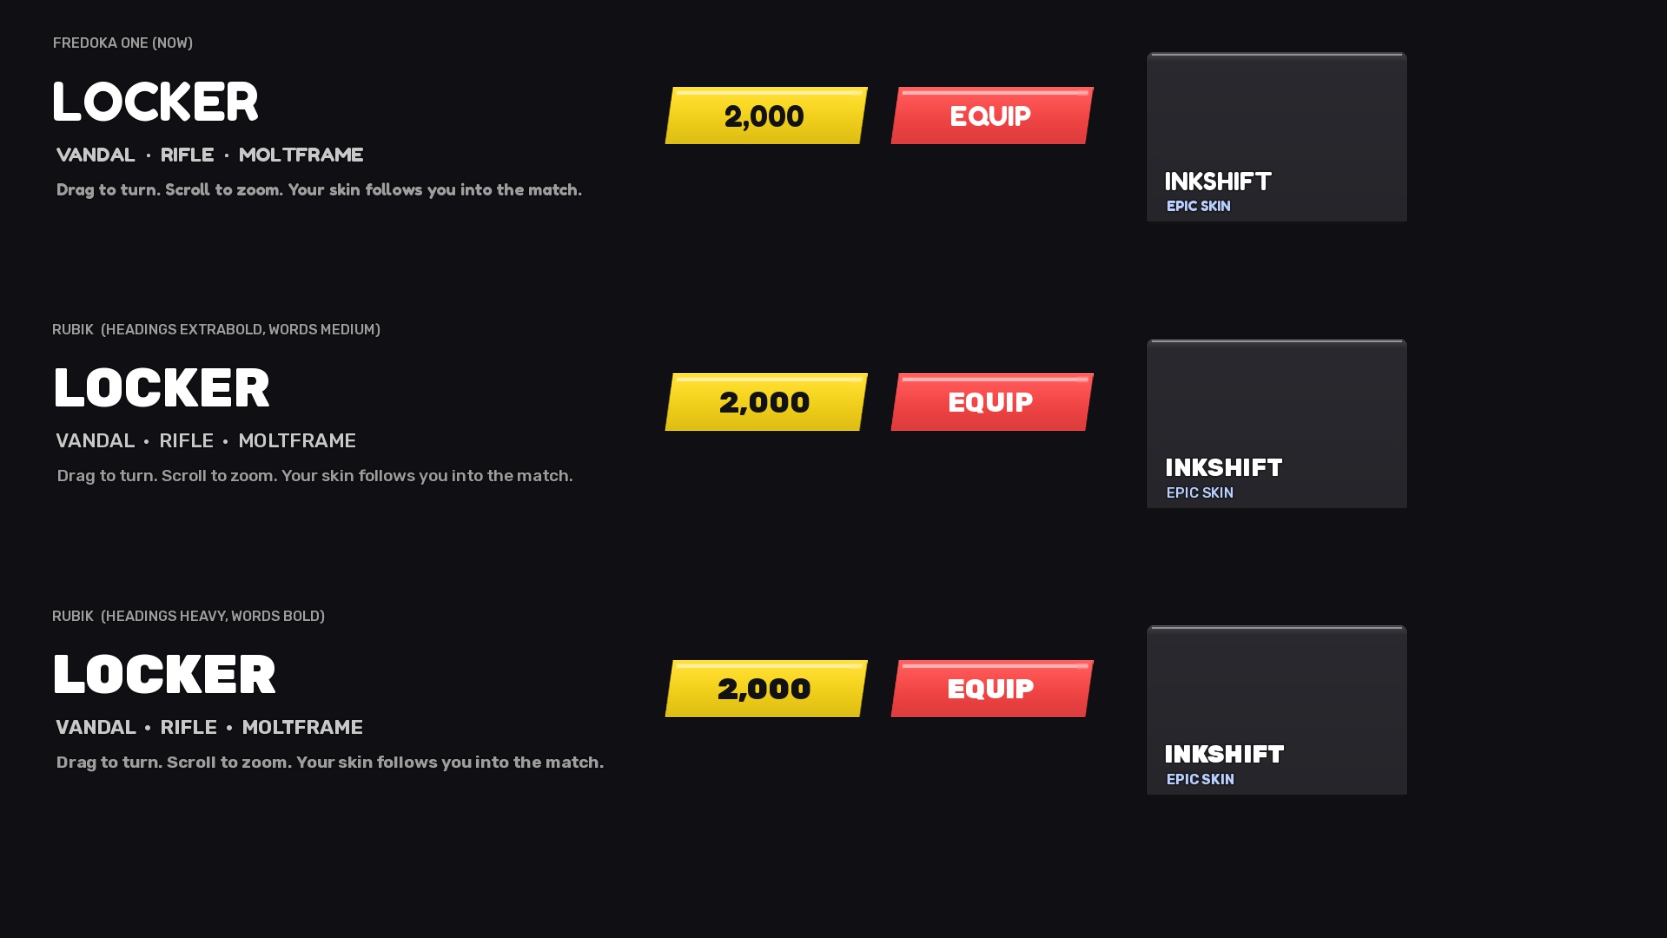 FREDOKA ONE (NOW)
LOCKER
VANDAL · RIFLE · MOLTFRAME
Drag to turn. Scroll to zoom. Your skin follows you into the match.
2,000
EQUIP
INKSHIFT
EPIC SKIN
RUBIK (HEADINGS EXTRABOLD, WORDS MEDIUM)
LOCKER
VANDAL • RIFLE • MOLTFRAME
Drag to turn. Scroll to zoom. Your skin follows you into the match.
2,000
EQUIP
INKSHIFT
EPIC SKIN
RUBIK (HEADINGS HEAVY, WORDS BOLD)
LOCKER
VANDAL • RIFLE • MOLTFRAME
Drag to turn. Scroll to zoom. Your skin follows you into the match.
2,000
EQUIP
INKSHIFT
EPIC SKIN